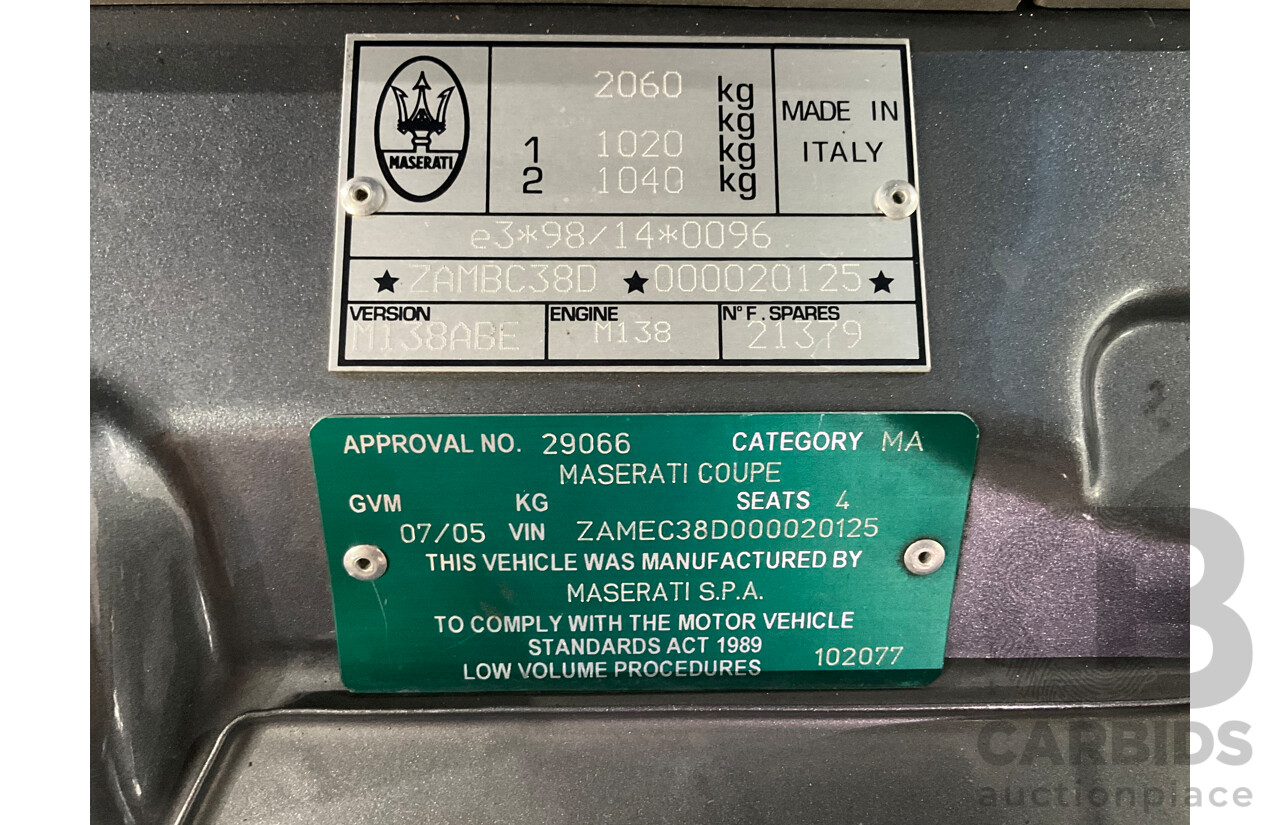 2060 kg
kg
1 1020 kg
2 1040 kg
MADE IN
ITALY
MASERATI
e3*98/14*0096
★ ZAMBC38D ★ 000020125 ★
VERSION ENGINE N° F. SPARES
M138ABE M138 21379
APPROVAL NO. 29066 CATEGORY MA
MASERATI COUPE
GVM KG SEATS 4
07/05 VIN ZAMEC38D000020125
THIS VEHICLE WAS MANUFACTURED BY
MASERATI S.P.A.
TO COMPLY WITH THE MOTOR VEHICLE
STANDARDS ACT 1989
LOW VOLUME PROCEDURES 102077
CARBIDS
auctionplace